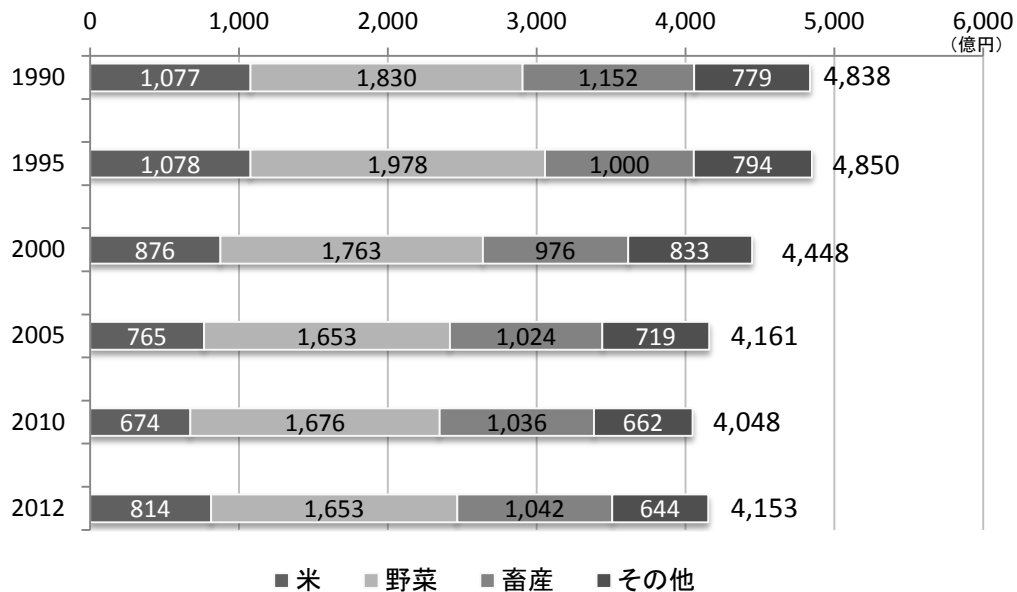 0 1,000 2,000 3,000 4,000 5,000 6,000
(億円)
1990 1,077 1,830 1,152 779 4,838
1995 1,078 1,978 1,000 794 4,850
2000 876 1,763 976 833 4,448
2005 765 1,653 1,024 719 4,161
2010 674 1,676 1,036 662 4,048
2012 814 1,653 1,042 644 4,153
米 野菜 畜産 その他